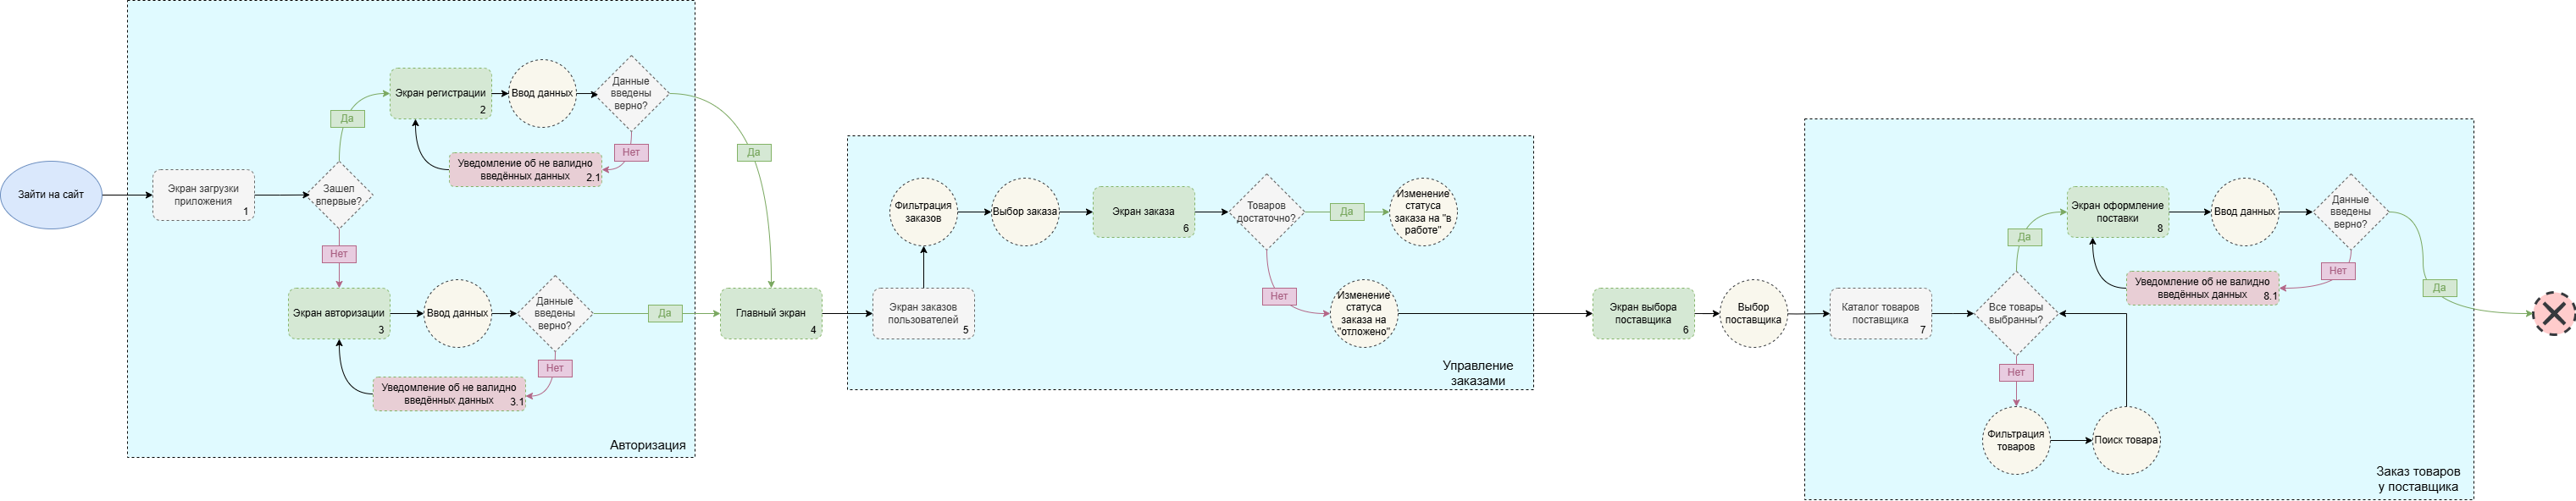 Зайти на сайт
Экран загрузки
приложения
1
Зашел
впервые?
Да
Экран регистрации
2
Ввод данных
Данные
введены
верно?
Нет
Уведомление об не валидно
введённых данных
2.1
Да
Нет
Экран авторизации
3
Ввод данных
Данные
введены
верно?
Нет
Уведомление об не валидно
введённых данных
3.1
Да
Авторизация
Главный экран
4
Экран заказов
пользователей
5
Фильтрация
заказов
Выбор заказа
Экран заказа
6
Товаров
достаточно?
Да
Изменение
статуса
заказа на "в
работе"
Нет
Изменение
статуса
заказа на
"отложено"
Управление
заказами
Экран выбора
поставщика
6
Выбор
поставщика
Каталог товаров
поставщика
7
Все товары
выбранны?
Да
Экран оформление
поставки
8
Ввод данных
Данные
введены
верно?
Нет
Уведомление об не валидно
введённых данных
8.1
Да
Нет
Фильтрация
товаров
Поиск товара
Заказ товаров
у поставщика